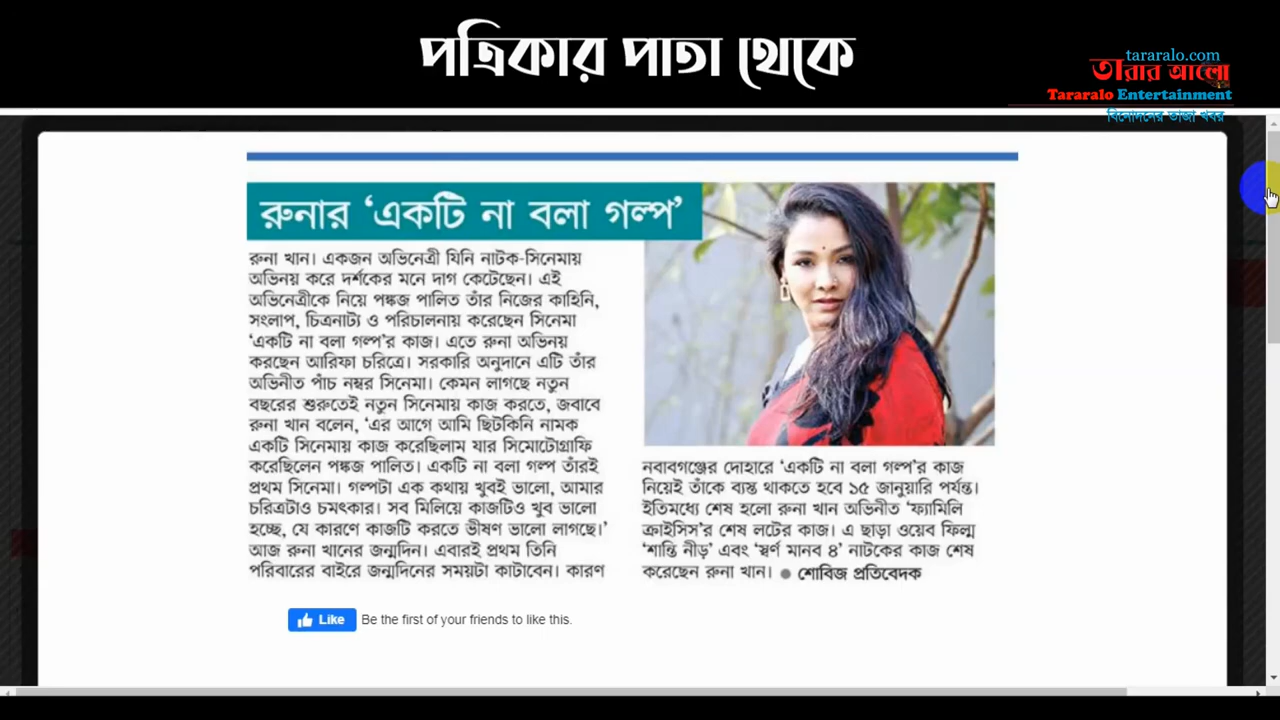 পত্রিকার পাতা থেকে
tararalo.com
তারার আলো
Tararalo Entertainment
বিনোদনের তাজা খবর
রুনার ‘একটি না বলা গল্প’
রুনা খান। একজন অভিনেত্রী যিনি নাটক-সিনেমায়
অভিনয় করে দর্শকের মনে দাগ কেটেছেন। এই
অভিনেত্রীকে নিয়ে পঙ্কজ পালিত তাঁর নিজের কাহিনি,
সংলাপ, চিত্রনাট্য ও পরিচালনায় করেছেন সিনেমা
‘একটি না বলা গল্প’র কাজ। এতে রুনা অভিনয়
করছেন আরিফা চরিত্রে। সরকারি অনুদানে এটি তাঁর
অভিনীত পাঁচ নম্বর সিনেমা। কেমন লাগছে নতুন
বছরের শুরুতেই নতুন সিনেমায় কাজ করতে, জবাবে
রুনা খান বলেন, ‘এর আগে আমি ছিটকিনি নামক
একটি সিনেমায় কাজ করেছিলাম যার সিমোটোগ্রাফি
করেছিলেন পঙ্কজ পালিত। একটি না বলা গল্প তাঁরই
প্রথম সিনেমা। গল্পটা এক কথায় খুবই ভালো, আমার
চরিত্রটাও চমৎকার। সব মিলিয়ে কাজটিও খুব ভালো
হচ্ছে, যে কারণে কাজটি করতে ভীষণ ভালো লাগছে।’
আজ রুনা খানের জন্মদিন। এবারই প্রথম তিনি
পরিবারের বাইরে জন্মদিনের সময়টা কাটাবেন। কারণ
নবাবগঞ্জের দোহারে ‘একটি না বলা গল্প’র কাজ
নিয়েই তাঁকে ব্যস্ত থাকতে হবে ১৫ জানুয়ারি পর্যন্ত।
ইতিমধ্যে শেষ হলো রুনা খান অভিনীত ‘ফ্যামিলি
ক্রাইসিস’র শেষ লটের কাজ। এ ছাড়া ওয়েব ফিল্ম
‘শান্তি নীড়’ এবং ‘স্বর্ণ মানব ৪’ নাটকের কাজ শেষ
করেছেন রুনা খান। ● শোবিজ প্রতিবেদক
Like Be the first of your friends to like this.